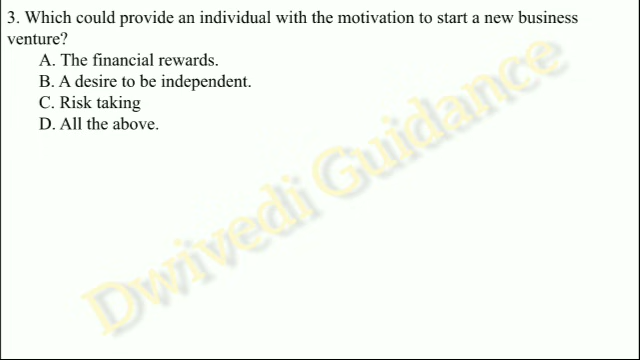 3. Which could provide an individual with the motivation to start a new business
venture?
A. The financial rewards.
B. A desire to be independent.
C. Risk taking
D. All the above.
Dwivedi Guidance